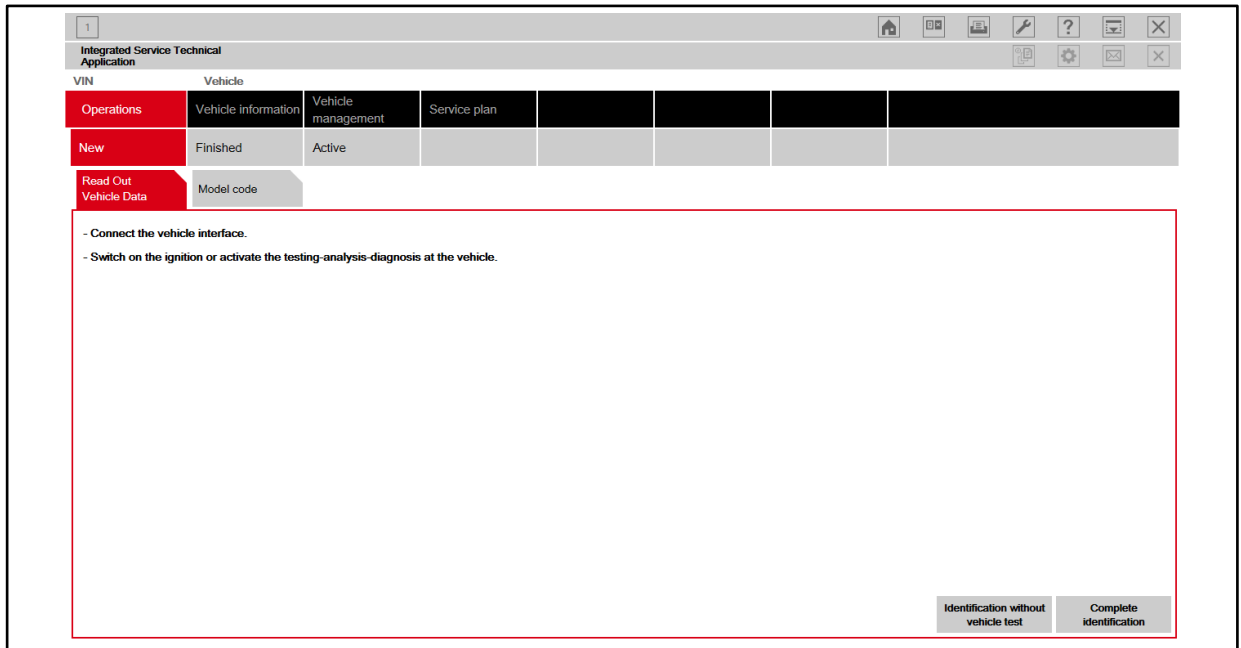 1
?
Integrated Service Technical
Application
VIN Vehicle
Operations Vehicle information Vehicle management Service plan
New Finished Active
Read Out
Vehicle Data
Model code
- Connect the vehicle interface.
- Switch on the ignition or activate the testing-analysis-diagnosis at the vehicle.
Identification without
vehicle test
Complete
identification